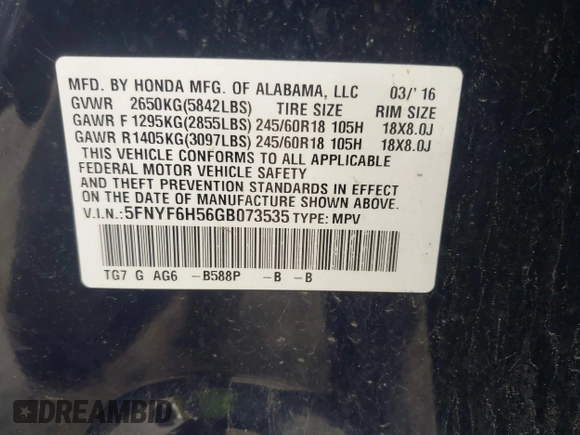 MFD. BY HONDA MFG. OF ALABAMA, LLC 03/'16
GVWR 2650KG(5842LBS) TIRE SIZE RIM SIZE
GAWR F 1295KG(2855LBS) 245/60R18 105H 18X8.0J
GAWR R 1405KG(3097LBS) 245/60R18 105H 18X8.0J
THIS VEHICLE CONFORMS TO ALL APPLICABLE
FEDERAL MOTOR VEHICLE SAFETY
AND THEFT PREVENTION STANDARDS IN EFFECT
ON THE DATE OF MANUFACTURE SHOWN ABOVE.
V.I.N.:5FNYF6H56GB073535 TYPE: MPV
TG7 G AG6 -B588P -B -B
DREAMBID